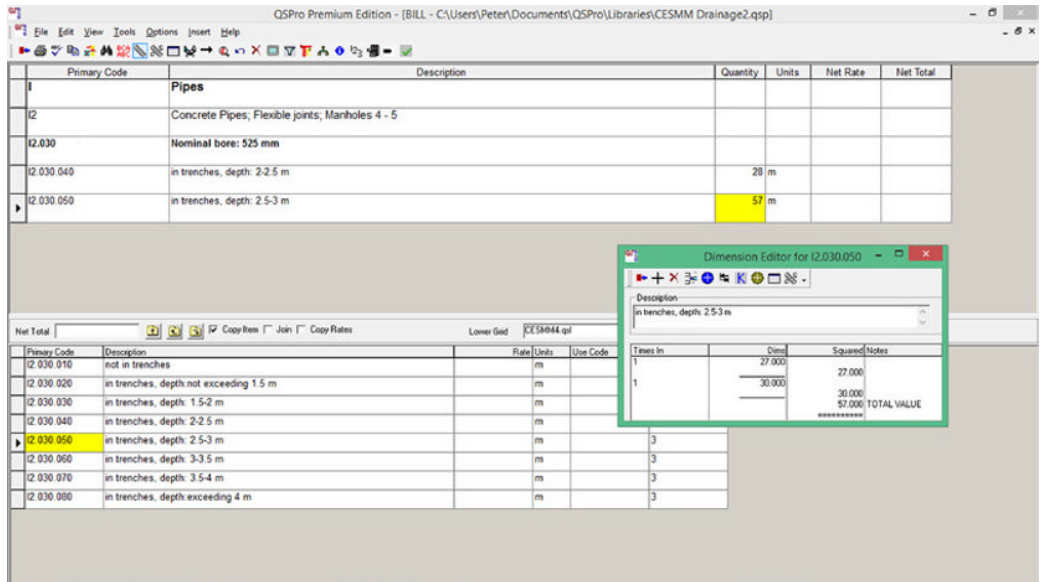 QSPro Premium Edition - [BILL - C:\Users\Peter\Documents\QSPro\Libraries\CESMM Drainage2.qsp]
File Edit View Tools Options Insert Help
Primary Code Description Quantity Units Net Rate Net Total
I Pipes
I2 Concrete Pipes; Flexible joints; Manholes 4 - 5
I2.030 Nominal bore: 525 mm
I2.030.040 in trenches, depth: 2-2.5 m 28 m
I2.030.050 in trenches, depth: 2.5-3 m 57 m
Dimension Editor for I2.030.050
Description
in trenches, depth: 2.5-3 m
Times In Dims Squared Notes
1 27.000
27.000
1 30.000
30.000
57.000 TOTAL VALUE
==========
Net Total Copy Item Join Copy Rates Lower Grid CESMM4.qsl
Primary Code Description Rate Units Use Code
I2.030.010 not in trenches m
I2.030.020 in trenches, depth:not exceeding 1.5 m m
I2.030.030 in trenches, depth: 1.5-2 m m
I2.030.040 in trenches, depth: 2-2.5 m m
I2.030.050 in trenches, depth: 2.5-3 m m 3
I2.030.060 in trenches, depth: 3-3.5 m m 3
I2.030.070 in trenches, depth: 3.5-4 m m 3
I2.030.080 in trenches, depth:exceeding 4 m m 3